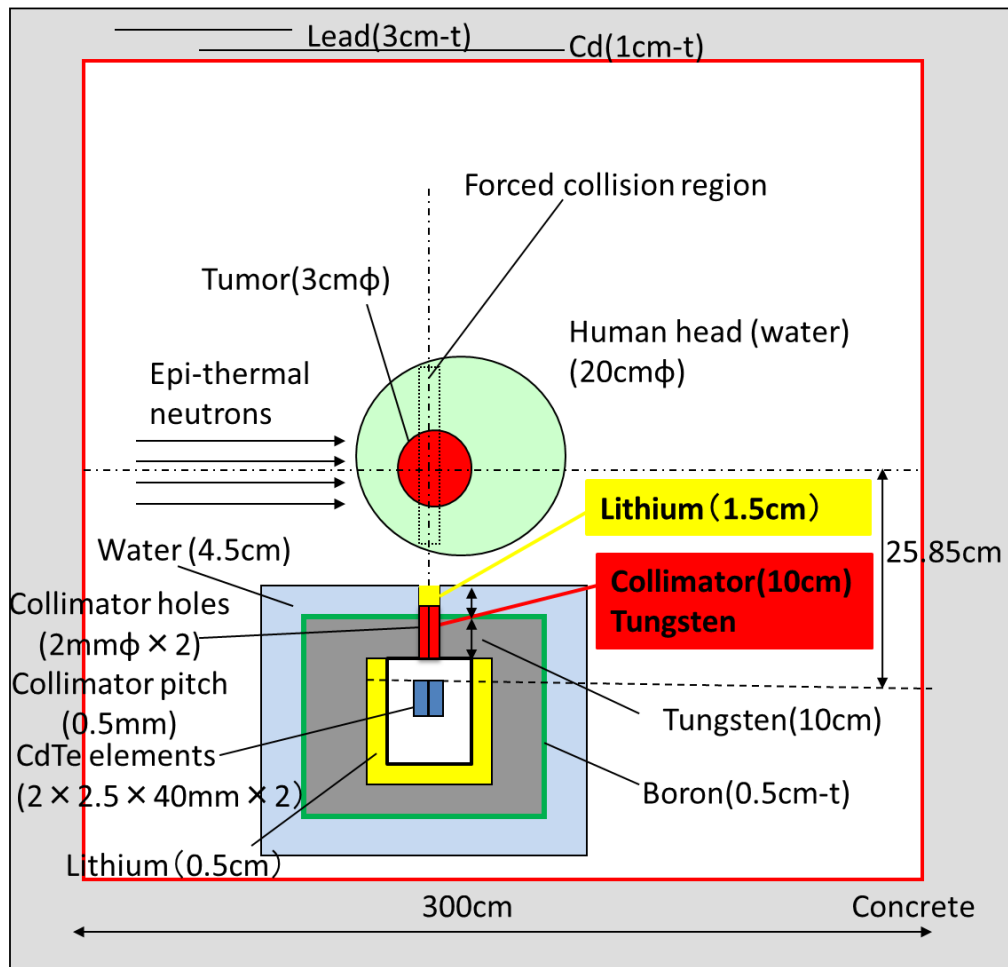 Lead(3cm-t)
Cd(1cm-t)
Forced collision region
Tumor(3cmϕ)
Human head (water)
(20cmϕ)
Epi-thermal
neutrons
Lithium(1.5cm)
25.85cm
Water (4.5cm)
Collimator(10cm)
Tungsten
Collimator holes
(2mmϕ × 2)
Collimator pitch
(0.5mm)
Tungsten(10cm)
CdTe elements
(2 × 2.5 × 40mm × 2)
Boron(0.5cm-t)
Lithium(0.5cm)
300cm
Concrete